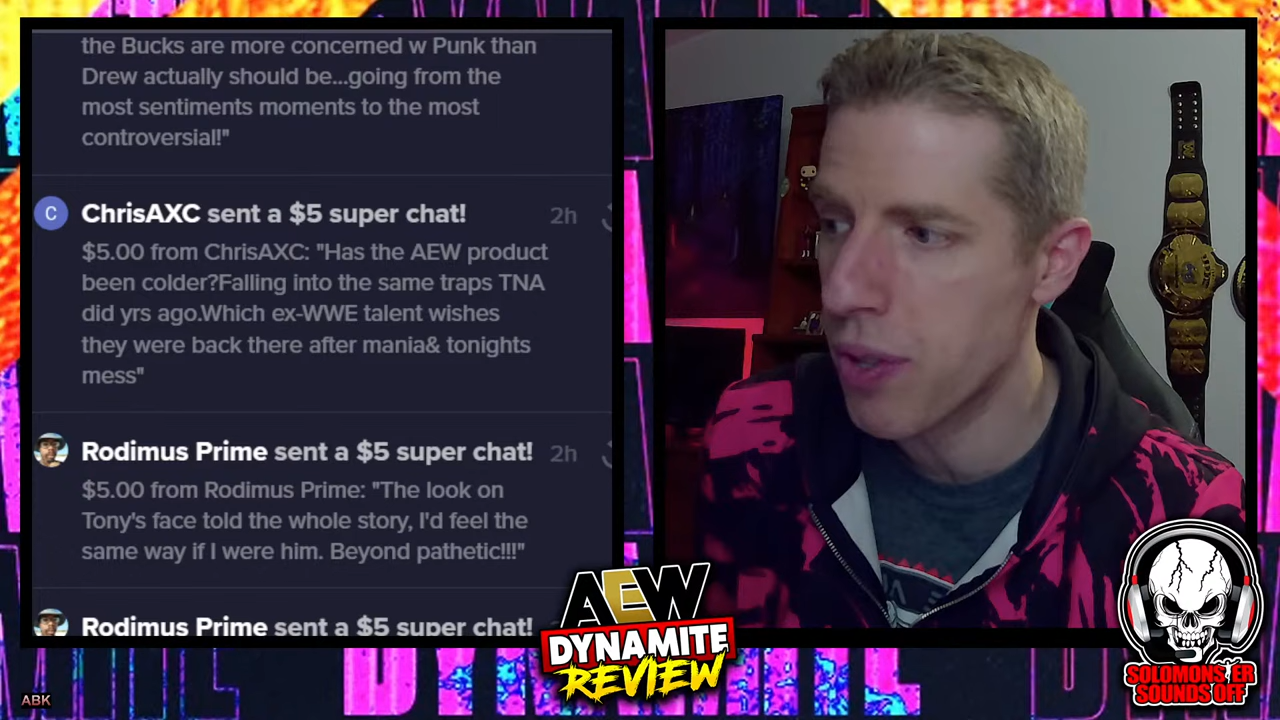 the Bucks are more concerned w Punk than
Drew actually should be...going from the
most sentiments moments to the most
controversial!"
C
ChrisAXC sent a $5 super chat!
2h
$5.00 from ChrisAXC: "Has the AEW product
been colder?Falling into the same traps TNA
did yrs ago.Which ex-WWE talent wishes
they were back there after mania& tonights
mess"
Rodimus Prime sent a $5 super chat!
2h
$5.00 from Rodimus Prime: "The look on
Tony's face told the whole story, I'd feel the
same way if I were him. Beyond pathetic!!!"
Rodimus Prime sent a $5 super chat!
AEW
DYNAMITE
REVIEW
SOLOMONS ER
SOUNDS OFF
ABK